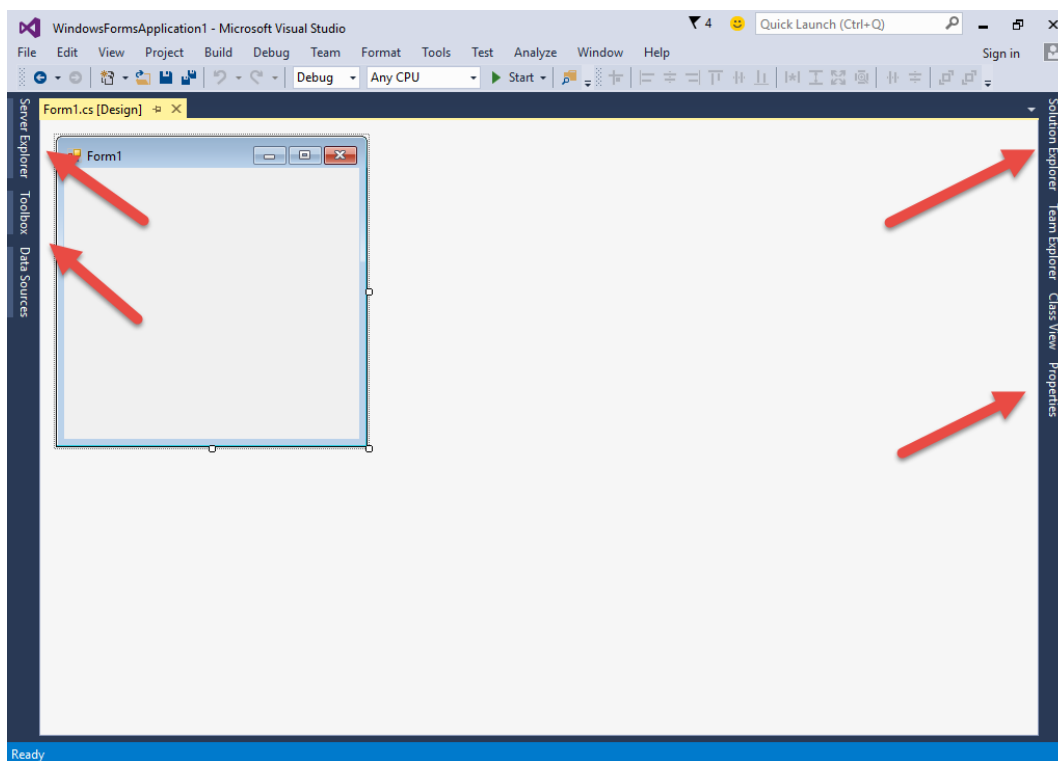 WindowsFormsApplication1 - Microsoft Visual Studio
4
Quick Launch (Ctrl+Q)
File Edit View Project Build Debug Team Format Tools Test Analyze Window Help
Sign in
Debug
Any CPU
Start
Form1.cs [Design]
Server Explorer
Toolbox
Data Sources
Form1
Solution Explorer
Team Explorer
Class View
Properties
Ready